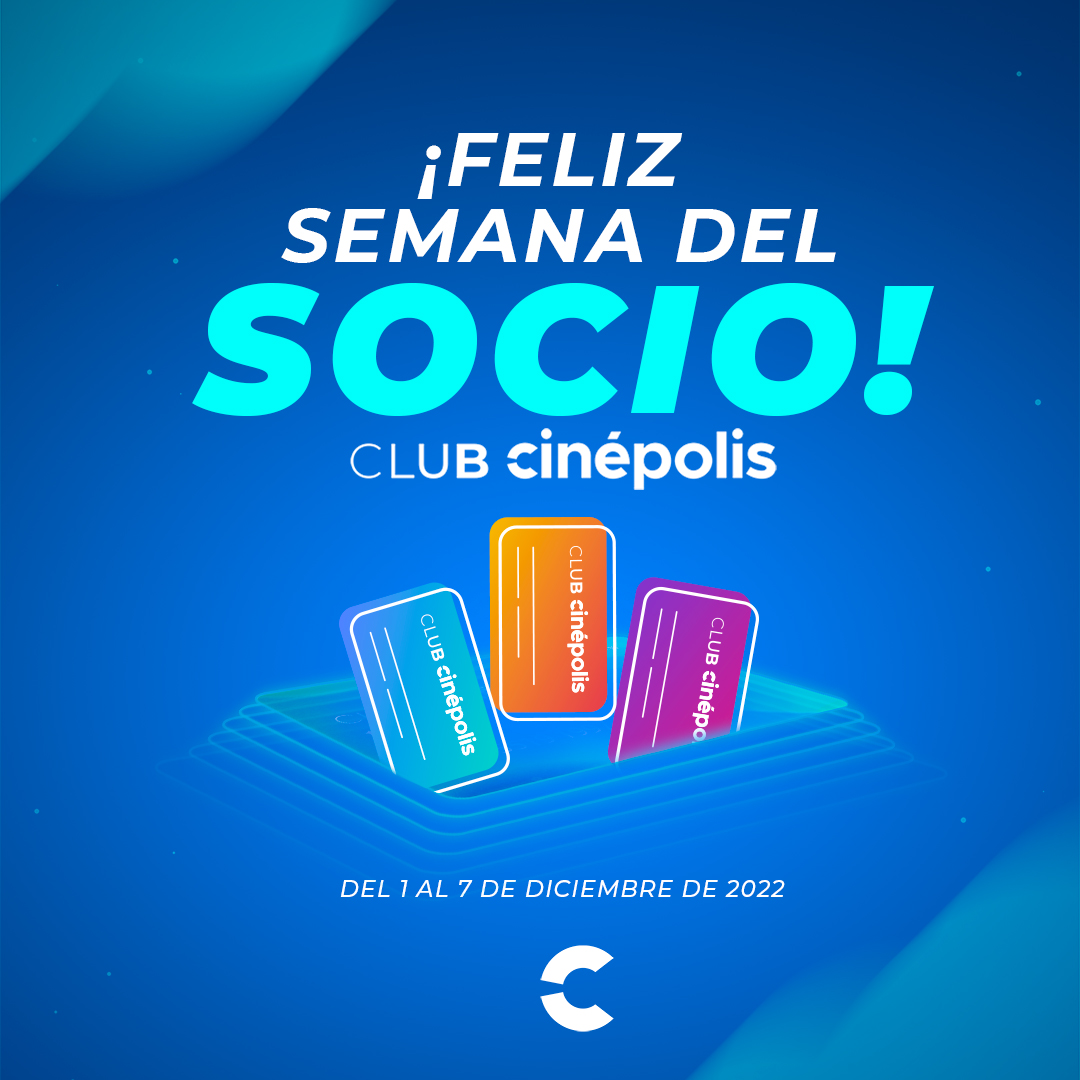 ¡FELIZ
SEMANA DEL
SOCIO!
CLUB cinépolis
CLUB cinépolis
CLUB cinépolis
CLUB cinépo
DEL 1 AL 7 DE DICIEMBRE DE 2022